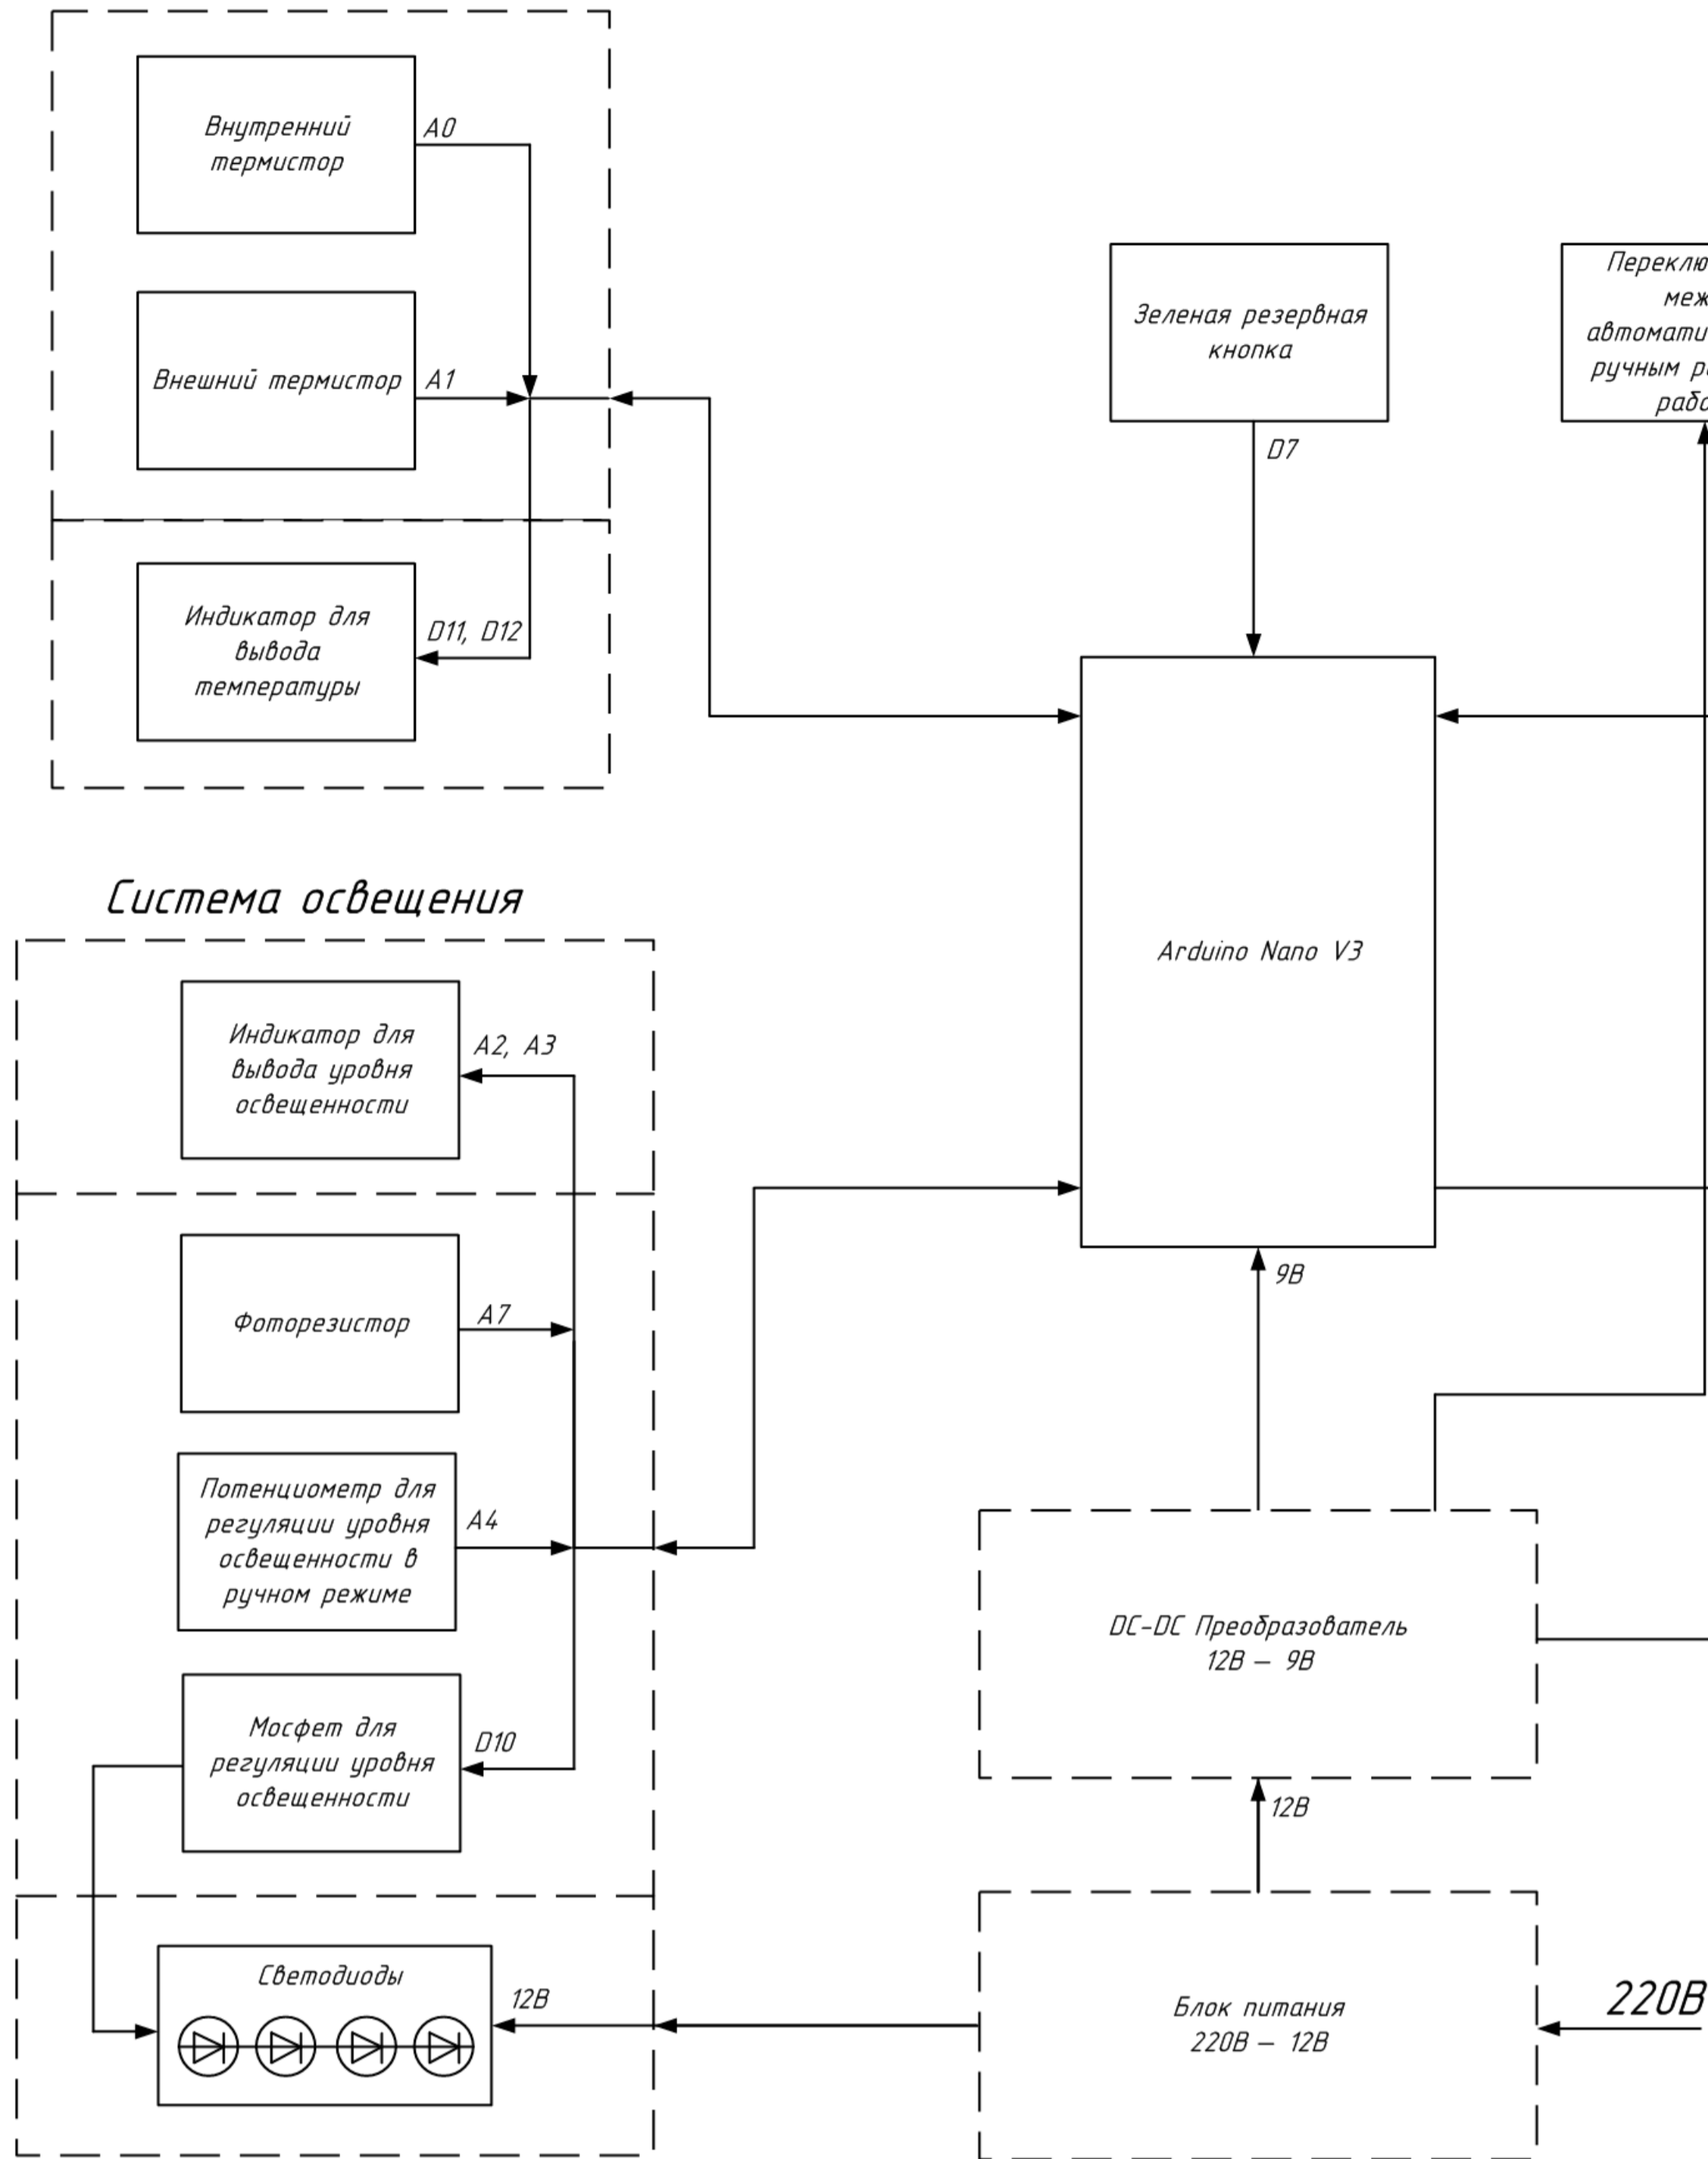 Внутренний
термистор
A0
Внешний термистор
A1
Индикатор для
вывода
температуры
D11, D12
Зеленая резервная
кнопка
D7
ручным
Arduino Nano V3
9В
Система освещения
Индикатор для
вывода уровня
освещенности
A2, A3
Фоторезистор
A7
Потенциометр для
регуляции уровня
освещенности в
ручном режиме
A4
Мосфет для
регуляции уровня
освещенности
D10
Светодиоды
12В
DC-DC Преобразователь
12В – 9В
12В
Блок питания
220В – 12В
220В